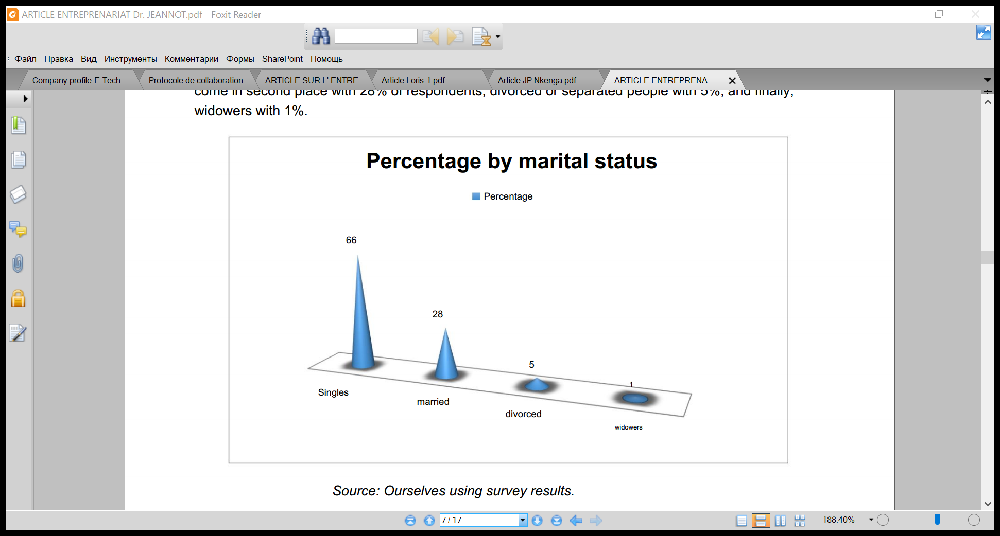 ARTICLE ENTREPRENARIAT Dr. JEANNOT.pdf - Foxit Reader
Файл Правка Вид Инструменты Комментарии Формы SharePoint Помощь
Company-profile-E-Tech ... Protocole de collaboration... ARTICLE SUR L' ENTRE... Article Loris-1.pdf Article JP Nkenga.pdf ARTICLE ENTREPRENA...
come in second place with 28% of respondents, divorced or separated people with 5%, and finally,
widowers with 1%.
Percentage by marital status
Percentage
66
28
5
1
Singles
married
divorced
widowers
Source: Ourselves using survey results.
7 / 17 188.40%